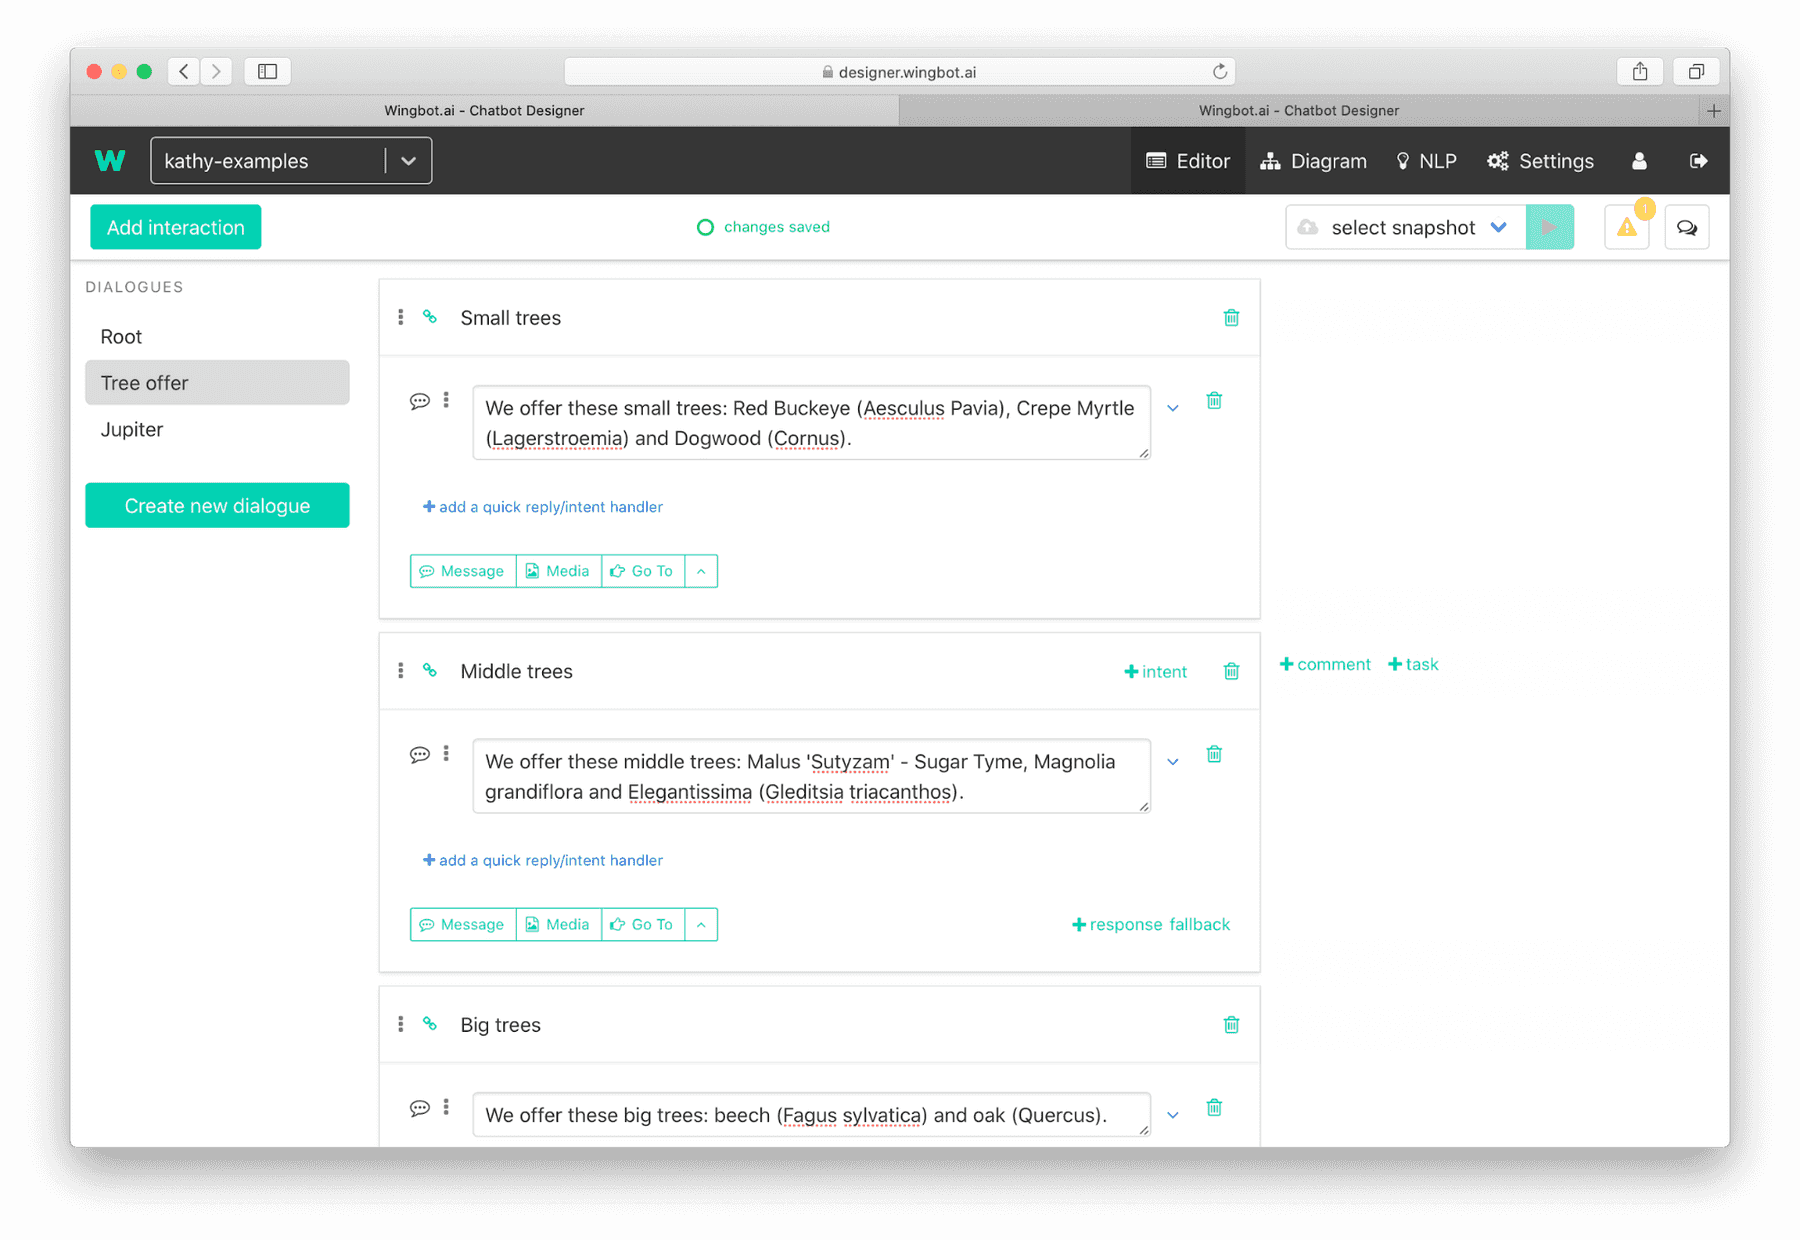 designer.wingbot.ai
Wingbot.ai - Chatbot Designer
Wingbot.ai - Chatbot Designer
W
kathy-examples
Editor
Diagram
NLP
Settings
Add interaction
changes saved
select snapshot
!
DIALOGUES
Root
Tree offer
Jupiter
Create new dialogue
Small trees
We offer these small trees: Red Buckeye (Aesculus Pavia), Crepe Myrtle
(Lagerstroemia) and Dogwood (Cornus).
+ add a quick reply/intent handler
Message
Media
Go To
Middle trees
+ intent
+ comment
+ task
We offer these middle trees: Malus 'Sutyzam' - Sugar Tyme, Magnolia
grandiflora and Elegantissima (Gleditsia triacanthos).
+ add a quick reply/intent handler
Message
Media
Go To
+ response fallback
Big trees
We offer these big trees: beech (Fagus sylvatica) and oak (Quercus).